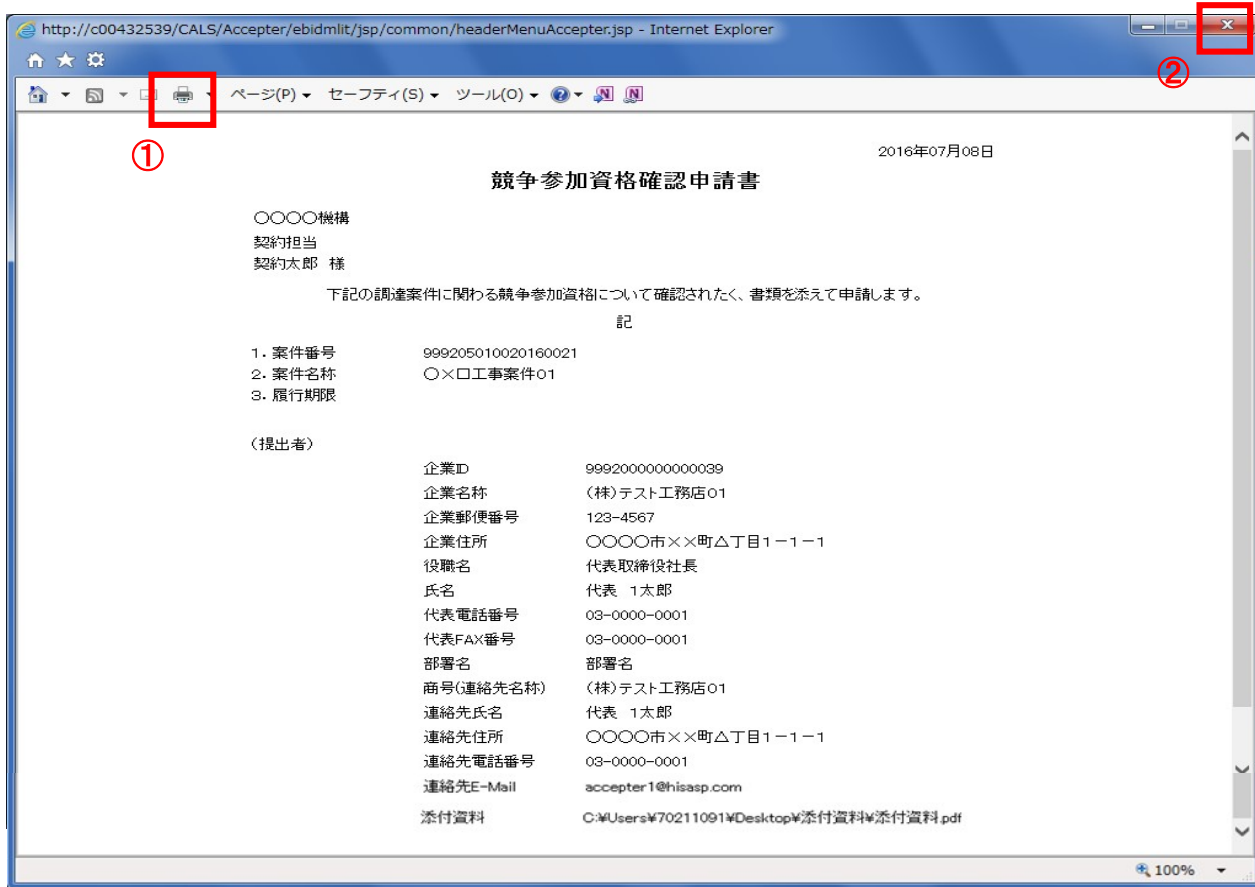 http://c00432539/CALS/Accepter/ebidmlit/jsp/common/headerMenuAccepter.jsp - Internet Explorer
②
ページ(P) セーフティ(S) ツール(O)
①
2016年07月08日
競争参加資格確認申請書
〇〇〇〇機構
契約担当
契約太郎 様
下記の調達案件に関わる競争参加資格について確認されたく、書類を添えて申請します。
記
1. 案件番号 999205010020160021
2. 案件名称 〇×口工事案件01
3. 履行期限
(提出者)
企業ID 9992000000000039
企業名称 (株)テスト工務店01
企業郵便番号 123-4567
企業住所 〇〇〇〇市××町△丁目1-1-1
役職名 代表取締役社長
氏名 代表 1太郎
代表電話番号 03-0000-0001
代表FAX番号 03-0000-0001
部署名 部署名
商号(連絡先名称) (株)テスト工務店01
連絡先氏名 代表 1太郎
連絡先住所 〇〇〇〇市××町△丁目1-1-1
連絡先電話番号 03-0000-0001
連絡先E-Mail accepter1@hisasp.com
添付資料 C:¥Users¥70211091¥Desktop¥添付資料¥添付資料.pdf
100%